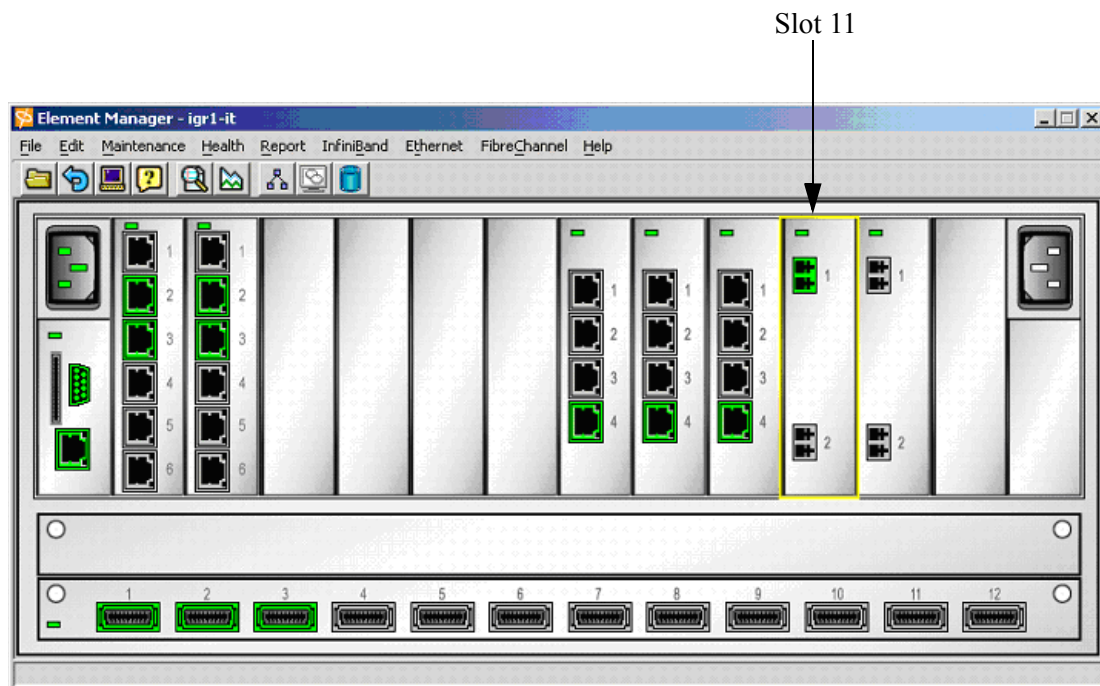 Slot 11
Element Manager - igr1-it
File Edit Maintenance Health Report InfiniBand Ethernet FibreChannel Help
1 1 1 1 1 1 1
2 2
3 3 2 2 2
4 4 3 3 3
5 5 4 4 4 2 2
6 6
1 2 3 4 5 6 7 8 9 10 11 12